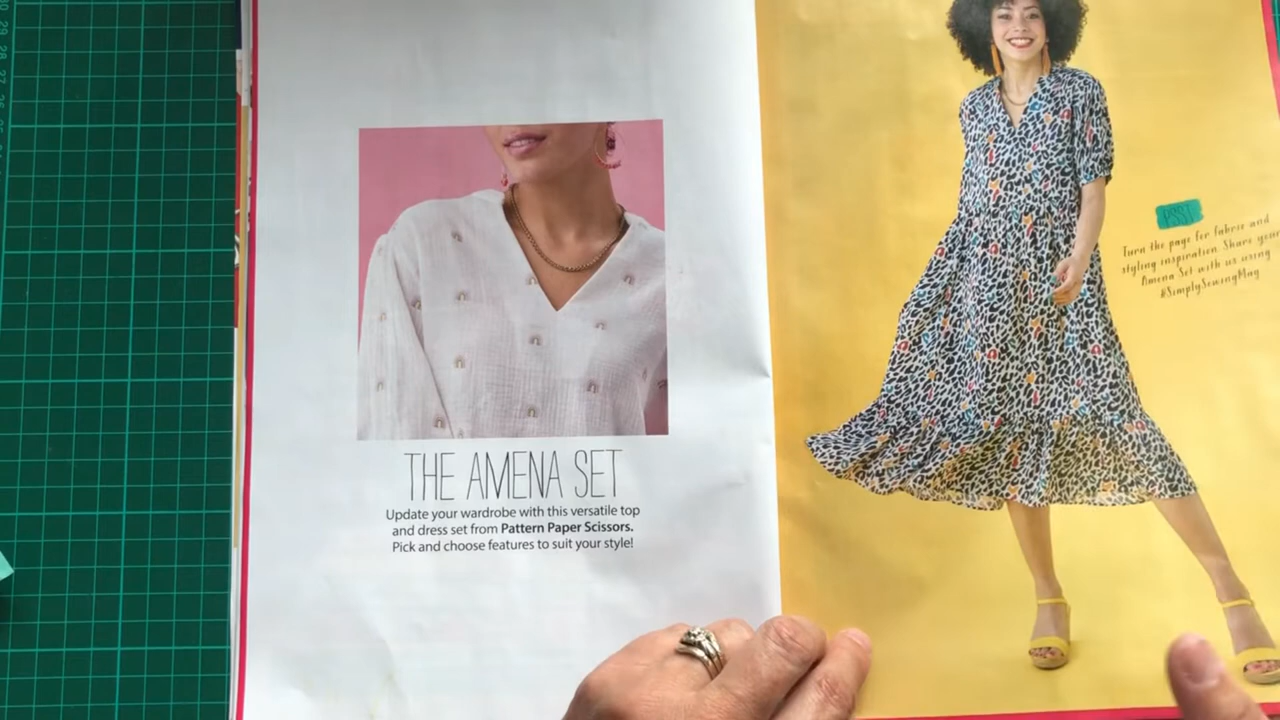 THE AMENA SET
Update your wardrobe with this versatile top
and dress set from Pattern Paper Scissors.
Pick and choose features to suit your style!
PSST!
Turn the page for fabric and
styling inspiration. Share your
Amena Set with us using
#SimplySewingMag